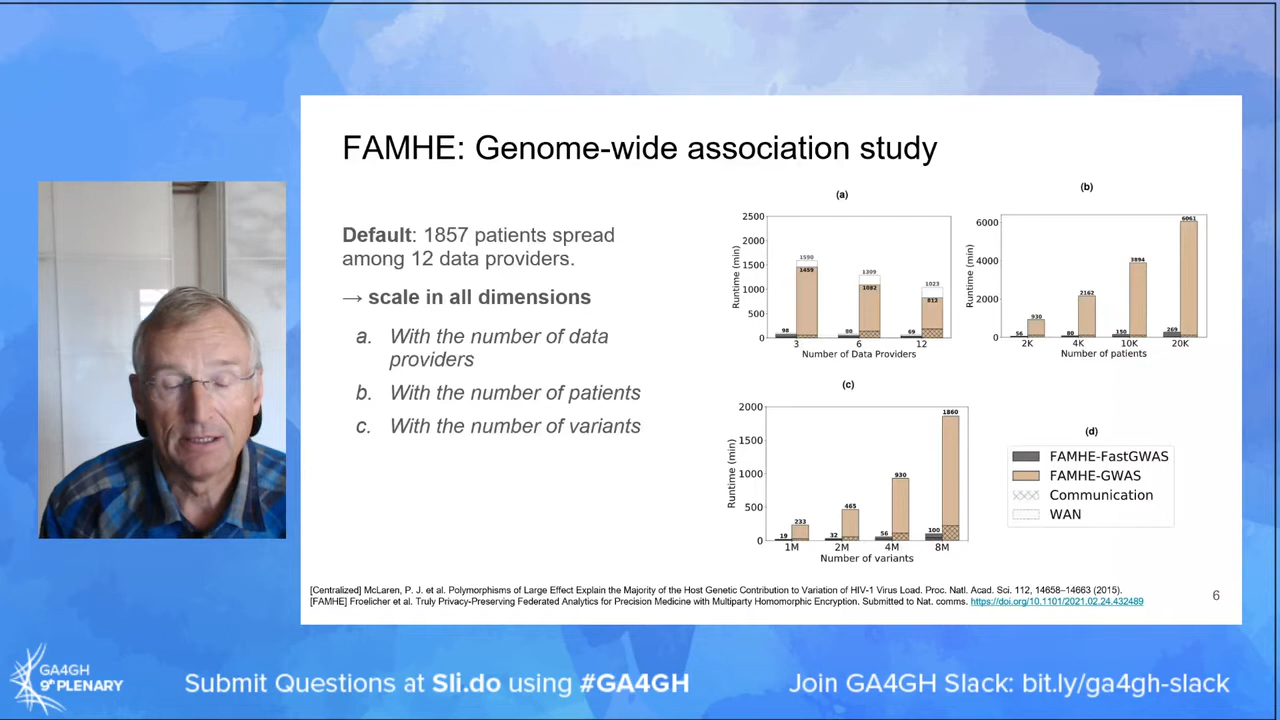 FAMHE: Genome-wide association study
Default: 1857 patients spread
among 12 data providers.
→ scale in all dimensions
a. With the number of data
providers
b. With the number of patients
c. With the number of variants
(a)
2500
2000
1500
1000
500
0
Runtime (min)
1590
1459
98
1309
1082
80
1023
812
69
3 6 12
Number of Data Providers
(b)
6000
4000
2000
0
Runtime (min)
56 930
80 2162
150 3894
269 6061
2K 4K 10K 20K
Number of patients
(c)
2000
1500
1000
500
0
Runtime (min)
19 233
32 465
56 930
100 1860
1M 2M 4M 8M
Number of variants
(d)
FAMHE-FastGWAS
FAMHE-GWAS
Communication
WAN
[Centralized] McLaren, P. J. et al. Polymorphisms of Large Effect Explain the Majority of the Host Genetic Contribution to Variation of HIV-1 Virus Load. Proc. Natl. Acad. Sci. 112, 14658–14663 (2015).
[FAMHE] Froelicher et al. Truly Privacy-Preserving Federated Analytics for Precision Medicine with Multiparty Homomorphic Encryption. Submitted to Nat. comms. https://doi.org/10.1101/2021.02.24.432489
6
GA4GH
9th PLENARY
Submit Questions at Sli.do using #GA4GH
Join GA4GH Slack: bit.ly/ga4gh-slack